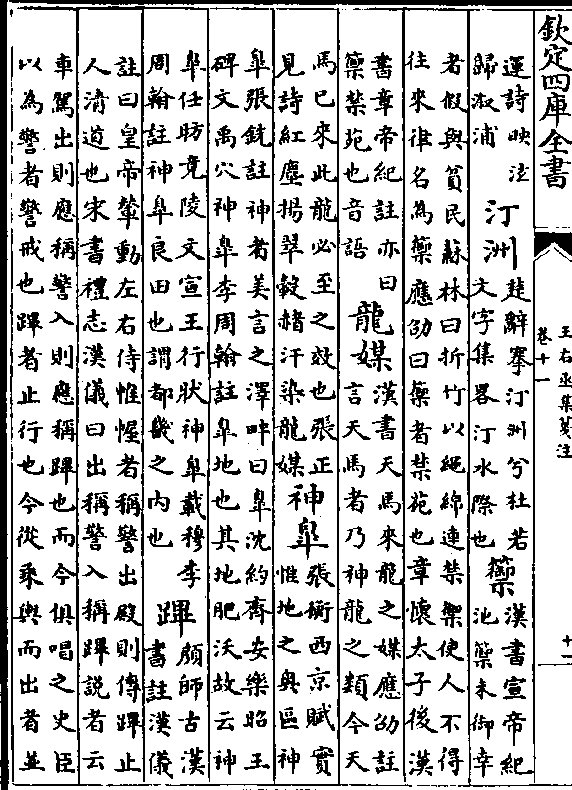 欽定四庫全書
王右丞集箋注
卷十一
十一
運詩映泫
歸淑浦
汀洲
楚辭搴汀洲兮杜若
文字集畧汀水際也
籞
漢書宣帝紀
池籞未御幸
者假與貧民蘇林曰折竹以繩綿連禁禦使人不得
往來律名為籞應劭曰籞者禁苑也章懷太子後漢
書章帝紀註亦曰
籞禁苑也音語
龍媒
漢書天馬來龍之媒應劭註
言天馬者乃神龍之類今天
馬已來此龍必至之效也張正
見詩紅塵揚翠轂赭汗染龍媒
神臯
張衡西京賦實
惟地之奥區神
臯張銑註神者美言之澤畔曰臯沈約齊安樂昭王
碑文禹穴神臯李周翰註臯地也其地肥沃故云神
臯任昉竟陵文宣王行狀神臯載穆李
周翰註神臯良田也謂都畿之内也
蹕
顔師古漢
書註漢儀
註曰皇帝輦動左右侍惟幄者稱警出殿則傳蹕止
人清道也宋書禮志漢儀曰出稱警入稱蹕説者云
車駕出則應稱警入則應稱蹕也而今俱唱之史臣
以為警者警戒也蹕者止行也今從乘輿而出者並